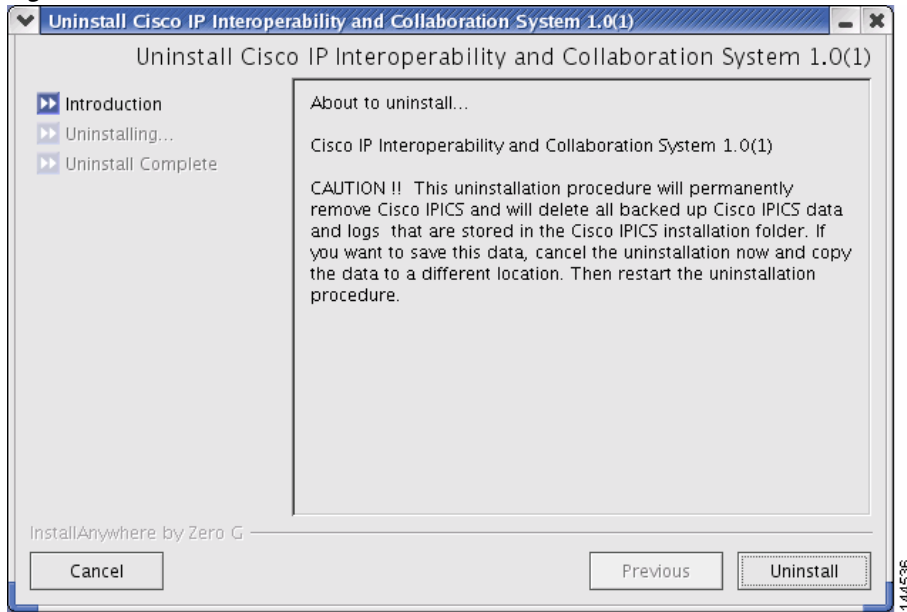 Uninstall Cisco IP Interoperability and Collaboration System 1.0(1)
Uninstall Cisco IP Interoperability and Collaboration System 1.0(1)
Introduction
Uninstalling...
Uninstall Complete
About to uninstall...
Cisco IP Interoperability and Collaboration System 1.0(1)
CAUTION !! This uninstallation procedure will permanently
remove Cisco IPICS and will delete all backed up Cisco IPICS data
and logs that are stored in the Cisco IPICS installation folder. If
you want to save this data, cancel the uninstallation now and copy
the data to a different location. Then restart the uninstallation
procedure.
InstallAnywhere by Zero G
Cancel
Previous
Uninstall
144536